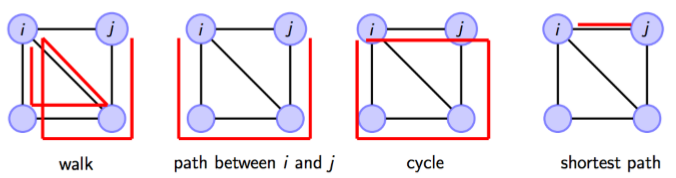 i j i j i j i j
walk path between i and j cycle shortest path